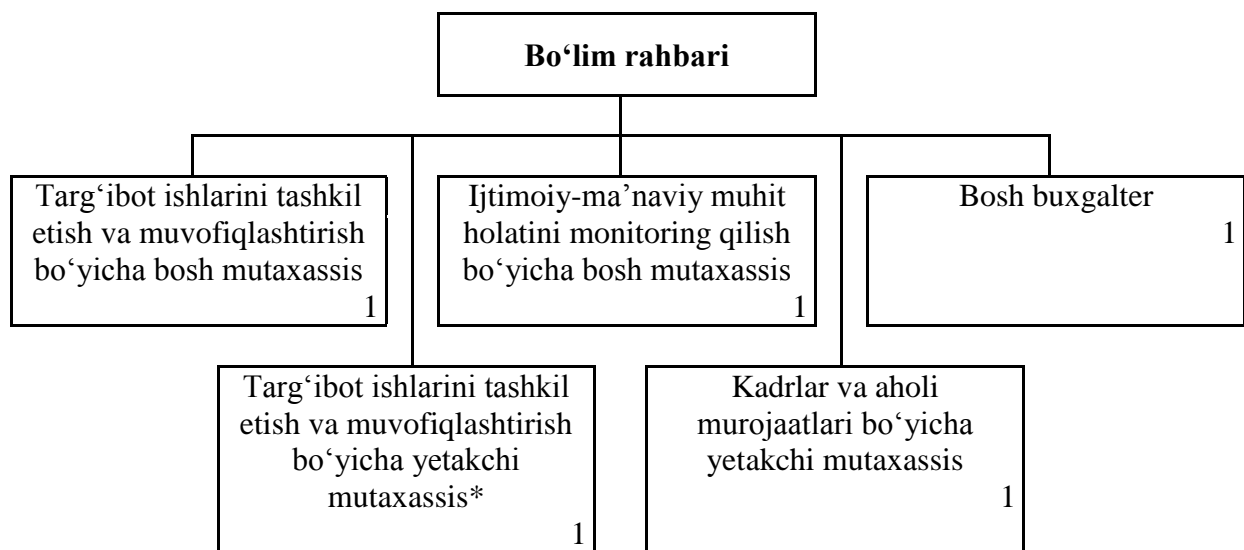 Bo‘lim rahbari
Targ‘ibot ishlarini tashkil
etish va muvofiqlashtirish
bo‘yicha bosh mutaxassis
1
Ijtimoiy-ma’naviy muhit
holatini monitoring qilish
bo‘yicha bosh mutaxassis
1
Bosh buxgalter
1
Targ‘ibot ishlarini tashkil
etish va muvofiqlashtirish
bo‘yicha yetakchi
mutaxassis*
1
Kadrlar va aholi
murojaatlari bo‘yicha
yetakchi mutaxassis
1